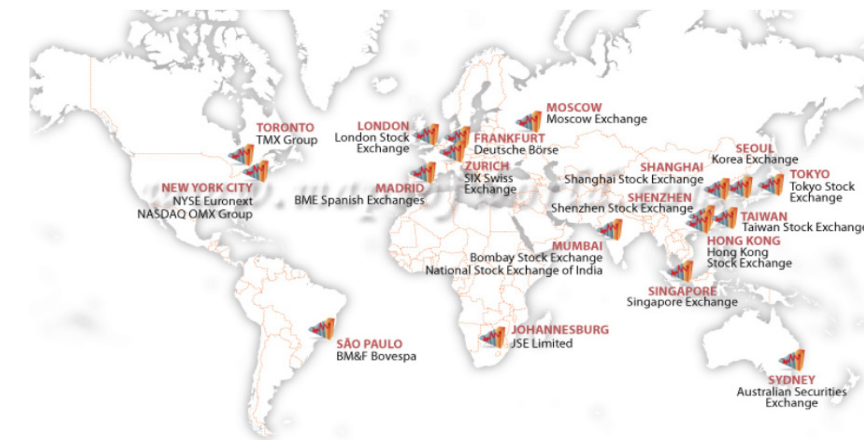 MOSCOW
Moscow Exchange
TORONTO
TMX Group
LONDON
London Stock
Exchange
FRANKFURT
Deutsche Börse
SEOUL
Korea Exchange
ZURICH
SIX Swiss
Exchange
SHANGHAI
Shanghai Stock Exchange
TOKYO
Tokyo Stock
Exchange
NEW YORK CITY
NYSE Euronext
NASDAQ OMX Group
MADRID
BME Spanish Exchanges
SHENZHEN
Shenzhen Stock Exchange
TAIWAN
Taiwan Stock Exchange
MUMBAI
Bombay Stock Exchange
National Stock Exchange of India
HONG KONG
Hong Kong
Stock Exchange
SINGAPORE
Singapore Exchange
SÃO PAULO
BM&F Bovespa
JOHANNESBURG
JSE Limited
SYDNEY
Australian Securities
Exchange